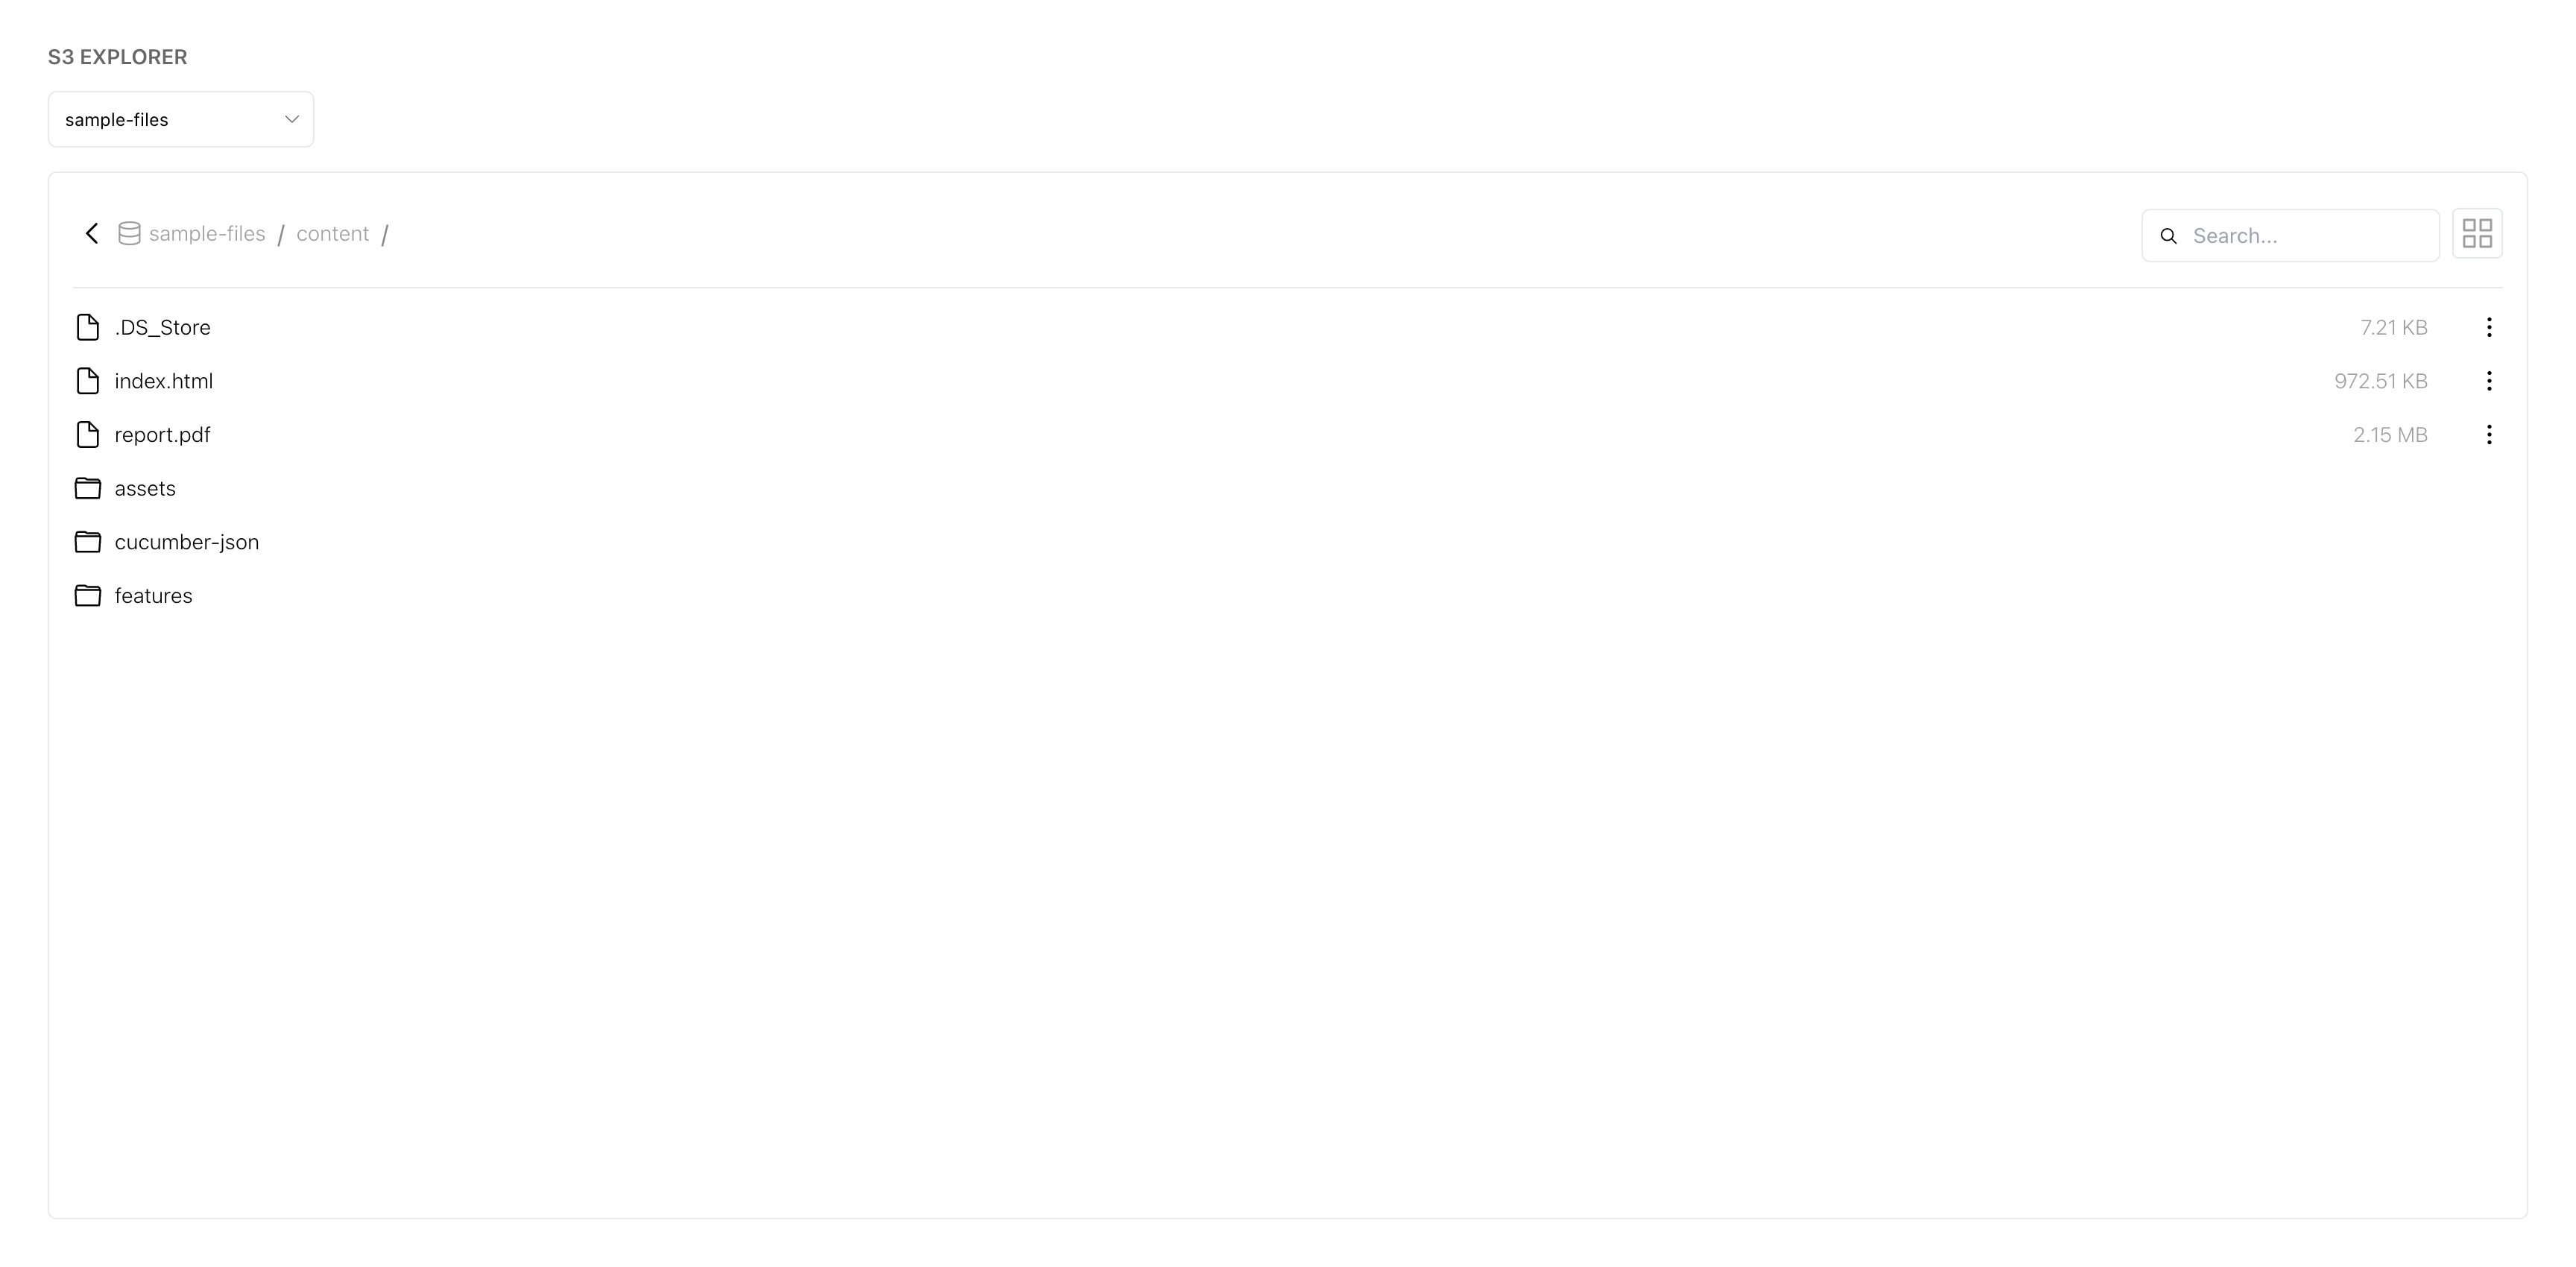 S3 EXPLORER
sample-files
sample-files / content /
Search...
.DS_Store 7.21 KB
index.html 972.51 KB
report.pdf 2.15 MB
assets
cucumber-json
features